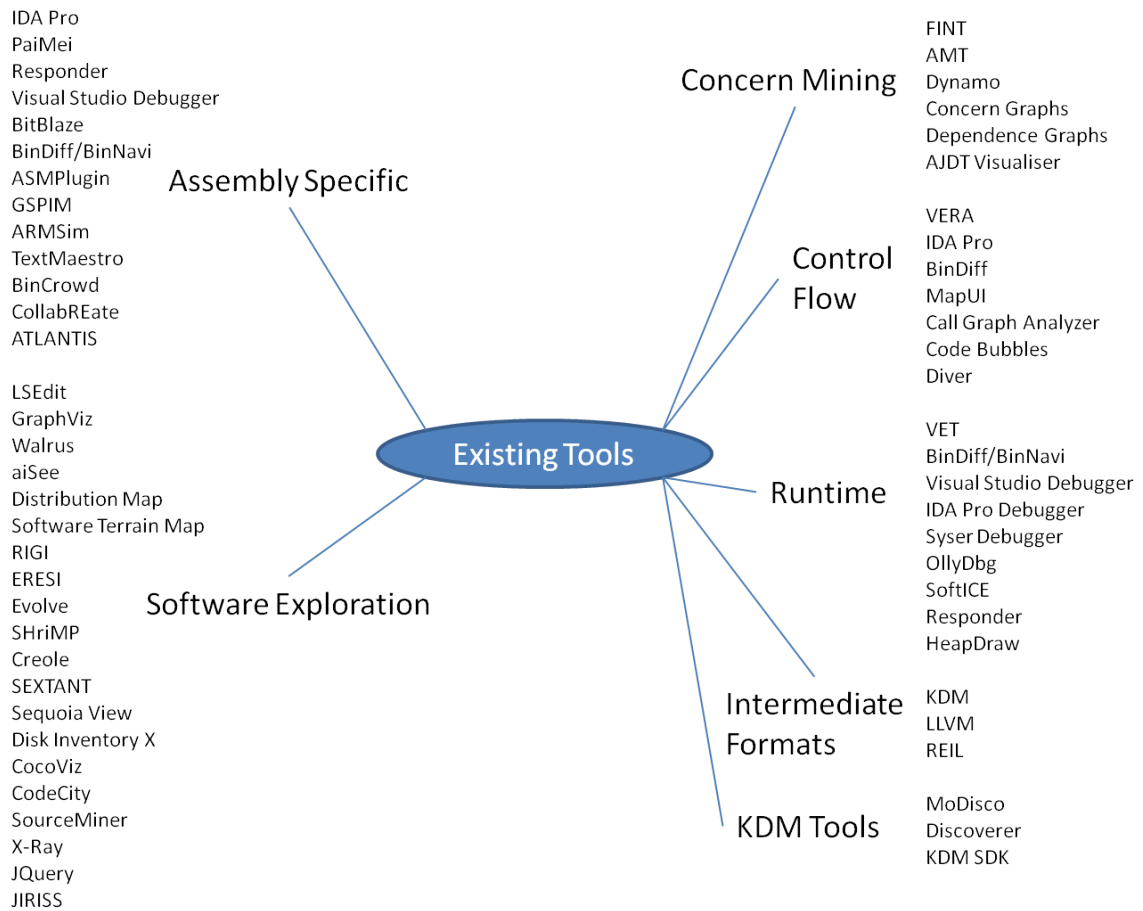 IDA Pro
PaiMei
Responder
Visual Studio Debugger
BitBlaze
BinDiff/BinNavi
ASMPlugin
GSPIM
ARMSim
TextMaestro
BinCrowd
CollabREate
ATLANTIS
Assembly Specific
LSEdit
GraphViz
Walrus
aiSee
Distribution Map
Software Terrain Map
RIGI
ERESI
Evolve
SHriMP
Creole
SEXTANT
Sequoia View
Disk Inventory X
CocoViz
CodeCity
SourceMiner
X-Ray
JQuery
JIRISS
Software Exploration
Existing Tools
Concern Mining
FINT
AMT
Dynamo
Concern Graphs
Dependence Graphs
AJDT Visualiser
Control
Flow
VERA
IDA Pro
BinDiff
MapUI
Call Graph Analyzer
Code Bubbles
Diver
Runtime
VET
BinDiff/BinNavi
Visual Studio Debugger
IDA Pro Debugger
Syser Debugger
OllyDbg
SoftICE
Responder
HeapDraw
Intermediate
Formats
KDM
LLVM
REIL
KDM Tools
MoDisco
Discoverer
KDM SDK